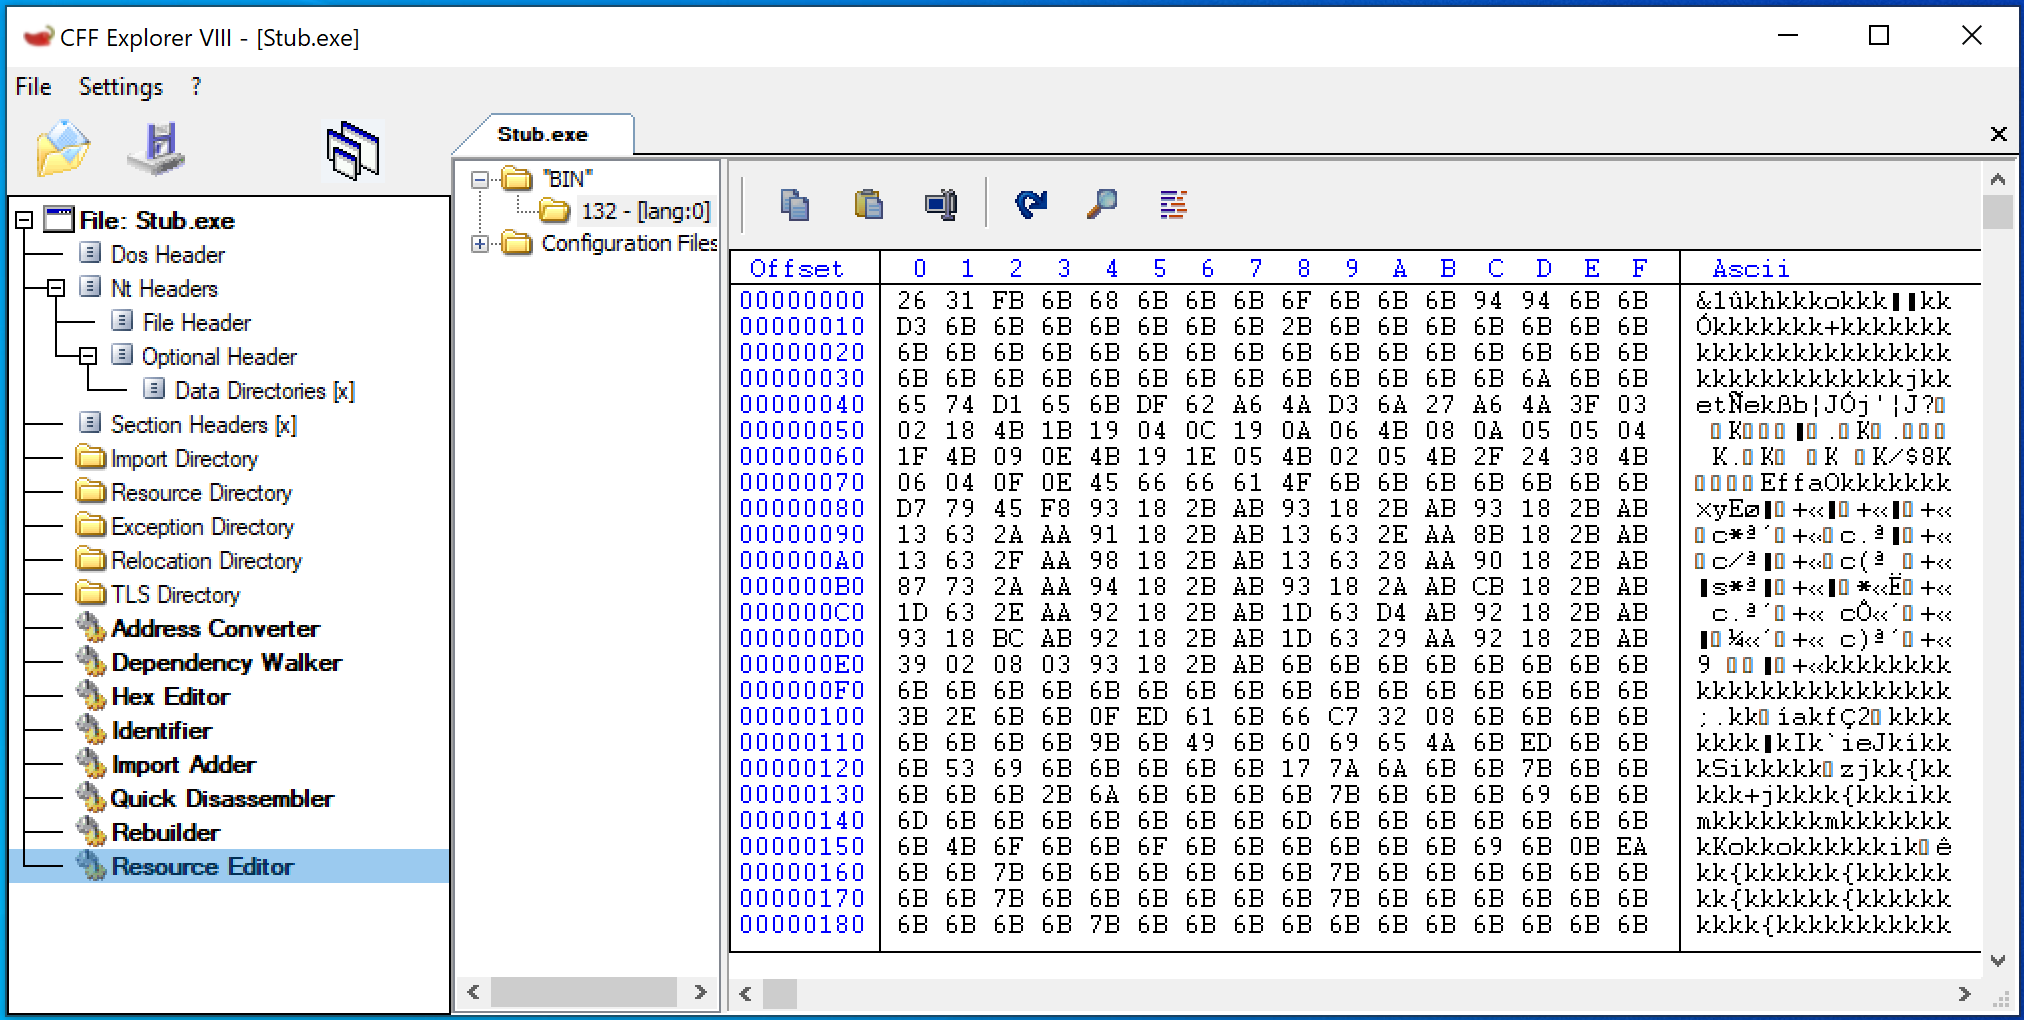 CFF Explorer VIII - [Stub.exe]
File Settings ?
Stub.exe
File: Stub.exe
Dos Header
Nt Headers
File Header
Optional Header
Data Directories [x]
Section Headers [x]
Import Directory
Resource Directory
Exception Directory
Relocation Directory
TLS Directory
Address Converter
Dependency Walker
Hex Editor
Identifier
Import Adder
Quick Disassembler
Rebuilder
Resource Editor
"BIN"
132 - [lang:0]
Configuration Files
Offset 0 1 2 3 4 5 6 7 8 9 A B C D E F Ascii
00000000 26 31 FB 6B 68 6B 6B 6B 6F 6B 6B 6B 94 94 6B 6B &1ûkhkkkokkk▮▮kk
00000010 D3 6B 6B 6B 6B 6B 6B 6B 2B 6B 6B 6B 6B 6B 6B 6B Ókkkkkkk+kkkkkkk
00000020 6B 6B 6B 6B 6B 6B 6B 6B 6B 6B 6B 6B 6B 6B 6B 6B kkkkkkkkkkkkkkkk
00000030 6B 6B 6B 6B 6B 6B 6B 6B 6B 6B 6B 6B 6B 6A 6B 6B kkkkkkkkkkkkkjkk
00000040 65 74 D1 65 6B DF 62 A6 4A D3 6A 27 A6 4A 3F 03 etÑekßb¦JÓj'¦J?▯
00000050 02 18 4B 1B 19 04 0C 19 0A 06 4B 08 0A 05 05 04
00000060 1F 4B 09 0E 4B 19 1E 05 4B 02 05 4B 2F 24 38 4B
00000070 06 04 0F 0E 45 66 66 61 4F 6B 6B 6B 6B 6B 6B 6B ▯▯▯▯EffaOkkkkkkk
00000080 D7 79 45 F8 93 18 2B AB 93 18 2B AB 93 18 2B AB ×yEø▮▯+«▮▯+«▮▯+«
00000090 13 63 2A AA 91 18 2B AB 13 63 2E AA 8B 18 2B AB
000000A0 13 63 2F AA 98 18 2B AB 13 63 28 AA 90 18 2B AB
000000B0 87 73 2A AA 94 18 2B AB 93 18 2A AB CB 18 2B AB ▮s*ª▮▯+«▮▯*«Ë▯+«
000000C0 1D 63 2E AA 92 18 2B AB 1D 63 D4 AB 92 18 2B AB
000000D0 93 18 BC AB 92 18 2B AB 1D 63 29 AA 92 18 2B AB
000000E0 39 02 08 03 93 18 2B AB 6B 6B 6B 6B 6B 6B 6B 6B 9 ▯▯▮▯+«kkkkkkkk
000000F0 6B 6B 6B 6B 6B 6B 6B 6B 6B 6B 6B 6B 6B 6B 6B 6B kkkkkkkkkkkkkkkk
00000100 3B 2E 6B 6B 0F ED 61 6B 66 C7 32 08 6B 6B 6B 6B ;.kk▯íakfÇ2▯kkkk
00000110 6B 6B 6B 6B 9B 6B 49 6B 60 69 65 4A 6B ED 6B 6B kkkk▮kIk`ieJkíkk
00000120 6B 53 69 6B 6B 6B 6B 6B 17 7A 6A 6B 6B 7B 6B 6B kSikkkkk▯zjkk{kk
00000130 6B 6B 6B 2B 6A 6B 6B 6B 6B 7B 6B 6B 6B 69 6B 6B kkk+jkkkk{kkkikk
00000140 6D 6B 6B 6B 6B 6B 6B 6B 6D 6B 6B 6B 6B 6B 6B 6B mkkkkkkkmkkkkkkk
00000150 6B 4B 6F 6B 6B 6F 6B 6B 6B 6B 6B 6B 69 6B 0B EA kKokkokkkkkkik▯ê
00000160 6B 6B 7B 6B 6B 6B 6B 6B 6B 7B 6B 6B 6B 6B 6B 6B kk{kkkkkk{kkkkkk
00000170 6B 6B 7B 6B 6B 6B 6B 6B 6B 7B 6B 6B 6B 6B 6B 6B kk{kkkkkk{kkkkkk
00000180 6B 6B 6B 6B 7B 6B 6B 6B 6B 6B 6B 6B 6B 6B 6B 6B kkkk{kkkkkkkkkkk